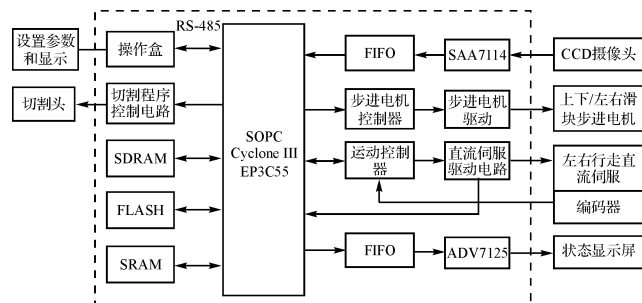 RS-485
设置参数
和显示
操作盒
切割头
切割程序
控制电路
SDRAM
FLASH
SRAM
SOPC
Cyclone III
EP3C55
FIFO
SAA7114
CCD摄像头
步进电机
控制器
步进电机
驱动
上下/左右滑
块步进电机
运动控制
器
直流伺服
驱动电路
左右行走直
流伺服
编码器
FIFO
ADV7125
状态显示屏